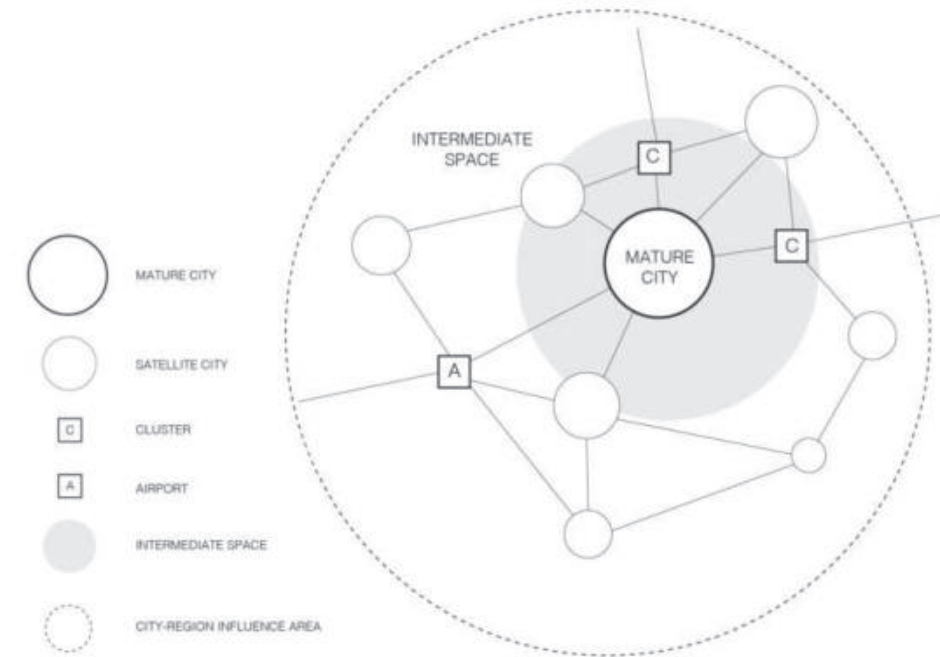 INTERMEDIATE
SPACE
C
C
MATURE
CITY
A
MATURE CITY
SATELLITE CITY
C
CLUSTER
A
AIRPORT
INTERMEDIATE SPACE
CITY-REGION INFLUENCE AREA